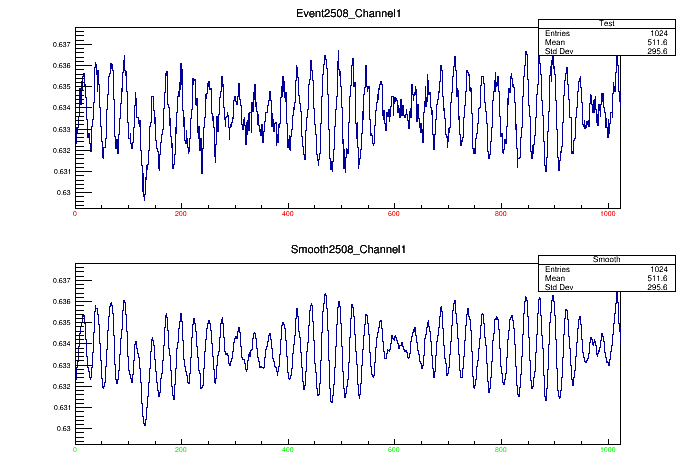 Event2508_Channel1
Test
Entries 1024
Mean 511.6
Std Dev 295.6
0.637
0.636
0.635
0.634
0.633
0.632
0.631
0.63
0 200 400 600 800 1000
Smooth2508_Channel1
Smooth
Entries 1024
Mean 511.6
Std Dev 295.6
0.637
0.636
0.635
0.634
0.633
0.632
0.631
0.63
0 200 400 600 800 1000